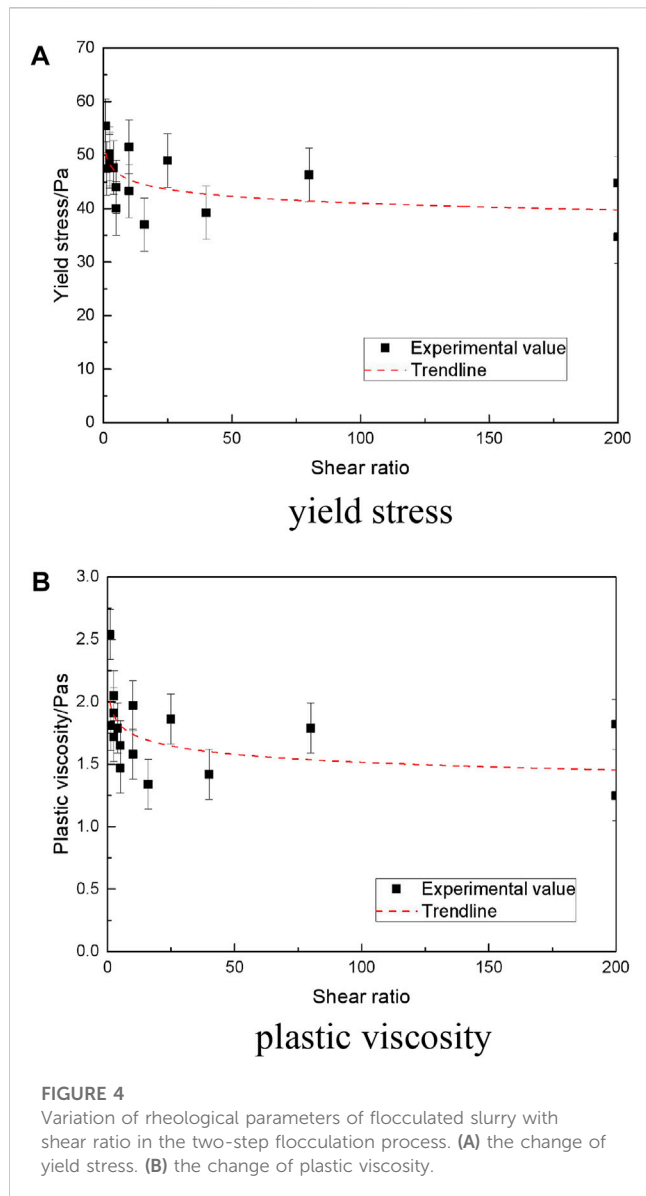 A
70
60
50
40
30
20
10
0
Yield stress/Pa
Experimental value
Trendline
0 50 100 150 200
Shear ratio
yield stress
B
3.0
2.5
2.0
1.5
1.0
0.5
0.0
Plastic viscosity/Pas
Experimental value
Trendline
0 50 100 150 200
Shear ratio
plastic viscosity
FIGURE 4
Variation of rheological parameters of flocculated slurry with
shear ratio in the two-step flocculation process. (A) the change of
yield stress. (B) the change of plastic viscosity.